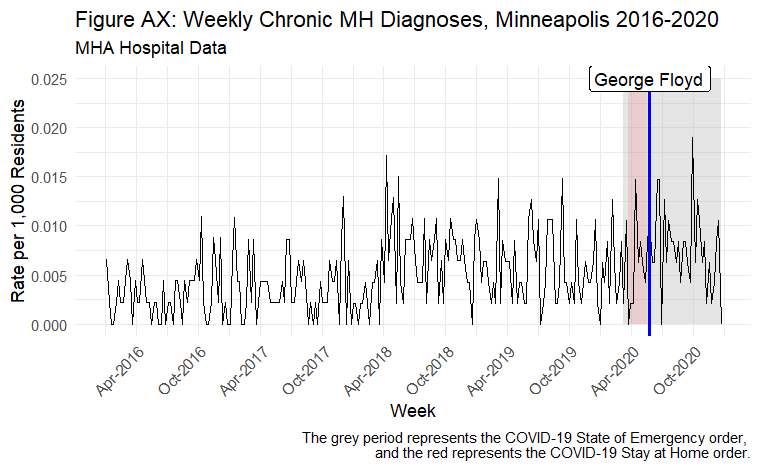 Figure AX: Weekly Chronic MH Diagnoses, Minneapolis 2016-2020
MHA Hospital Data
George Floyd
0.025
0.020
0.015
0.010
0.005
0.000
Rate per 1,000 Residents
Apr-2016
Oct-2016
Apr-2017
Oct-2017
Apr-2018
Oct-2018
Apr-2019
Oct-2019
Apr-2020
Oct-2020
Week
The grey period represents the COVID-19 State of Emergency order,
and the red represents the COVID-19 Stay at Home order.